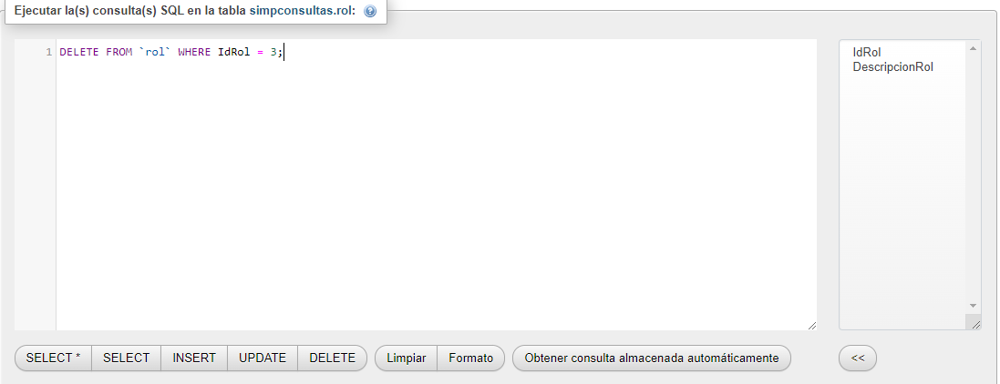 Ejecutar la(s) consulta(s) SQL en la tabla simpconsultas.rol:
1 DELETE FROM `rol` WHERE IdRol = 3;
IdRol
DescripcionRol
SELECT * SELECT INSERT UPDATE DELETE Limpiar Formato Obtener consulta almacenada automáticamente <<